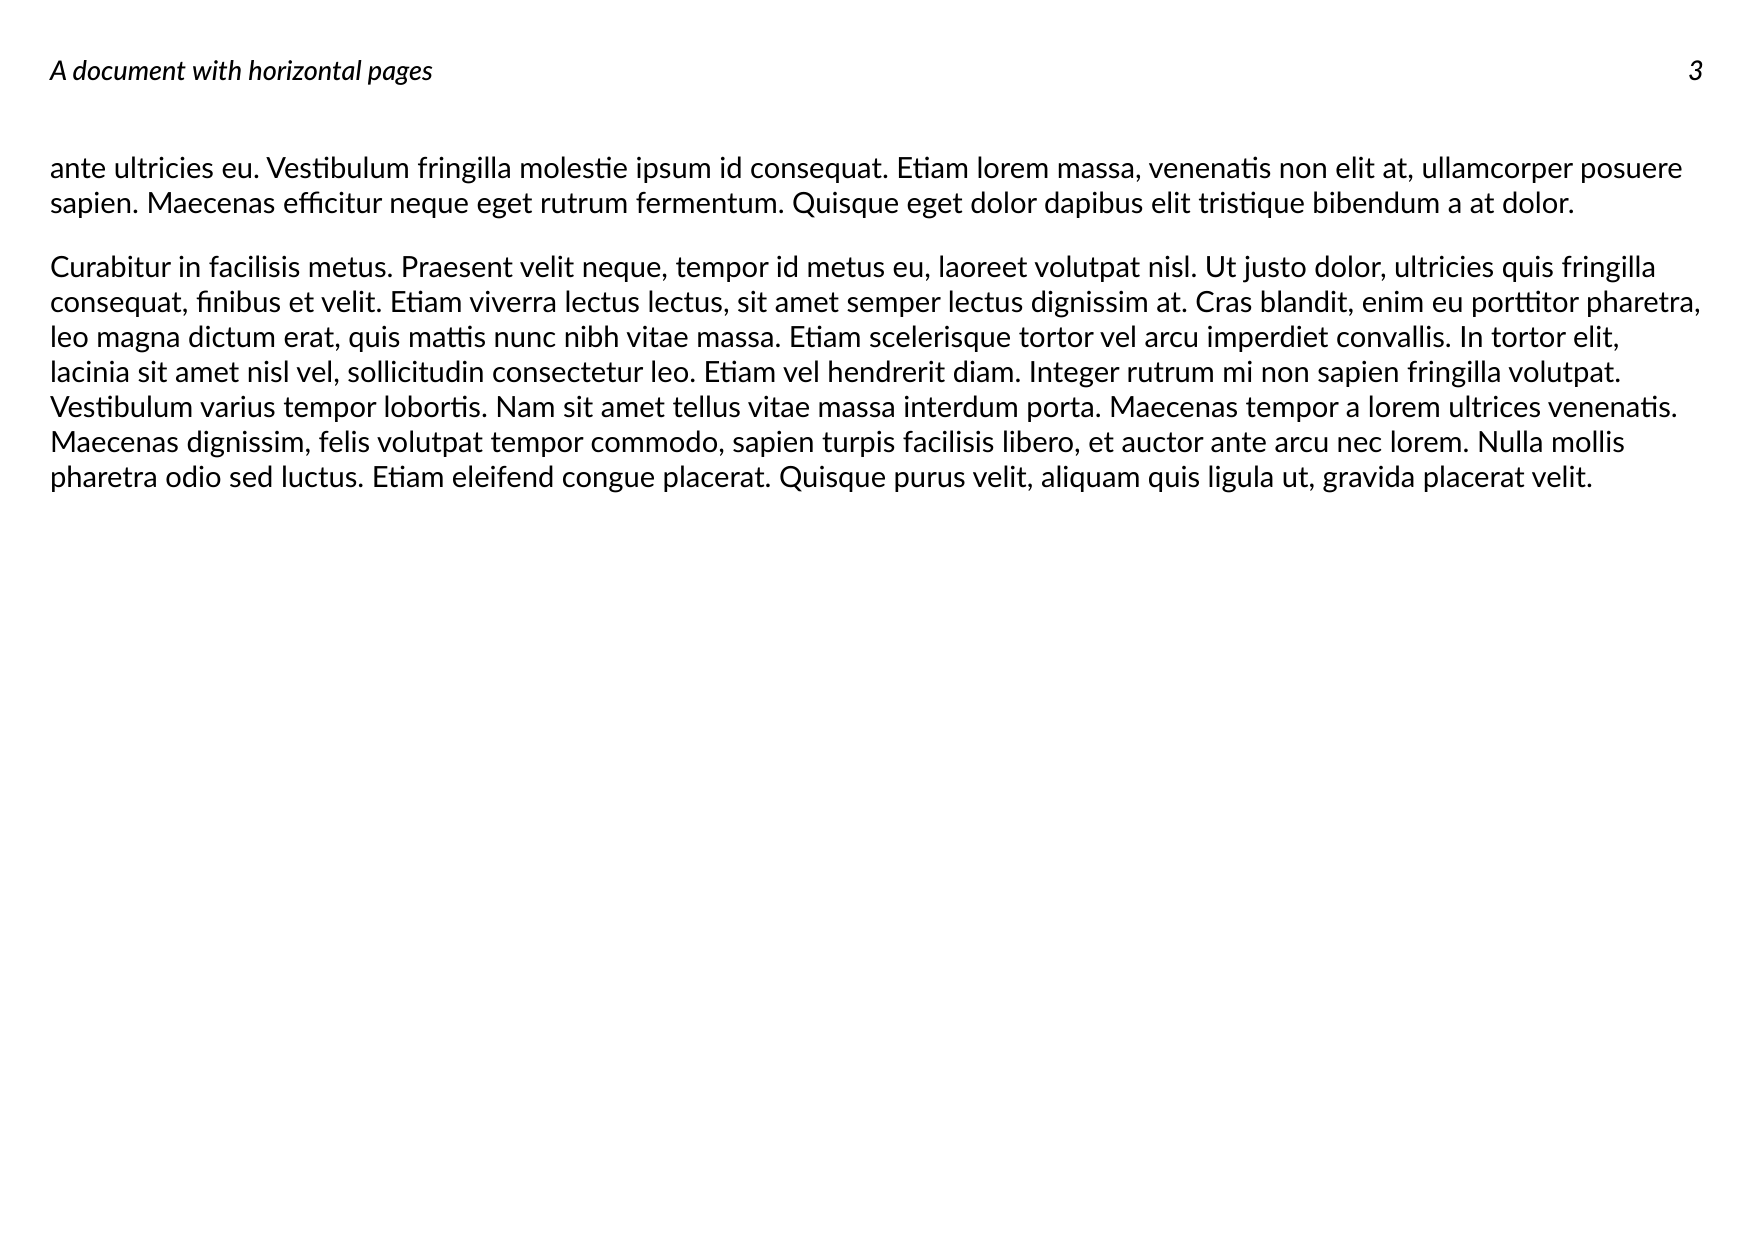 A document with horizontal pages 3
ante ultricies eu. Vestibulum fringilla molestie ipsum id consequat. Etiam lorem massa, venenatis non elit at, ullamcorper posuere
sapien. Maecenas efficitur neque eget rutrum fermentum. Quisque eget dolor dapibus elit tristique bibendum a at dolor.
Curabitur in facilisis metus. Praesent velit neque, tempor id metus eu, laoreet volutpat nisl. Ut justo dolor, ultricies quis fringilla
consequat, finibus et velit. Etiam viverra lectus lectus, sit amet semper lectus dignissim at. Cras blandit, enim eu porttitor pharetra,
leo magna dictum erat, quis mattis nunc nibh vitae massa. Etiam scelerisque tortor vel arcu imperdiet convallis. In tortor elit,
lacinia sit amet nisl vel, sollicitudin consectetur leo. Etiam vel hendrerit diam. Integer rutrum mi non sapien fringilla volutpat.
Vestibulum varius tempor lobortis. Nam sit amet tellus vitae massa interdum porta. Maecenas tempor a lorem ultrices venenatis.
Maecenas dignissim, felis volutpat tempor commodo, sapien turpis facilisis libero, et auctor ante arcu nec lorem. Nulla mollis
pharetra odio sed luctus. Etiam eleifend congue placerat. Quisque purus velit, aliquam quis ligula ut, gravida placerat velit.